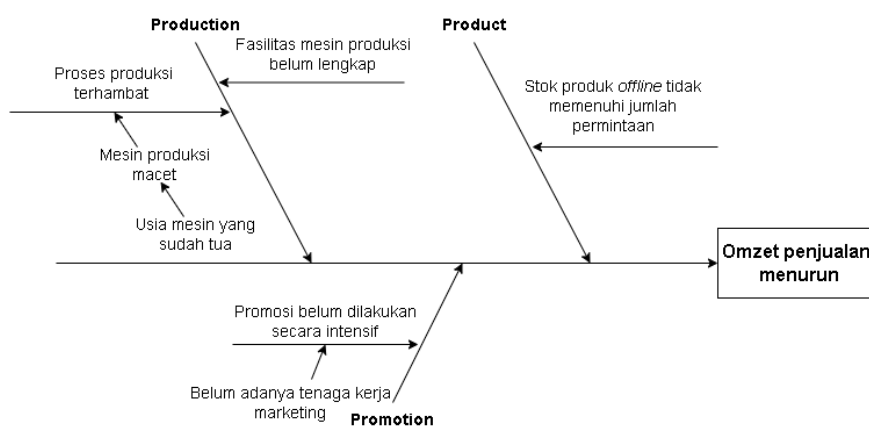 Production
Product
Fasilitas mesin produksi
belum lengkap
Proses produksi
terhambat
Stok produk offline tidak
memenuhi jumlah
permintaan
Mesin produksi
macet
Usia mesin yang
sudah tua
Omzet penjualan
menurun
Promosi belum dilakukan
secara intensif
Belum adanya tenaga kerja
marketing
Promotion